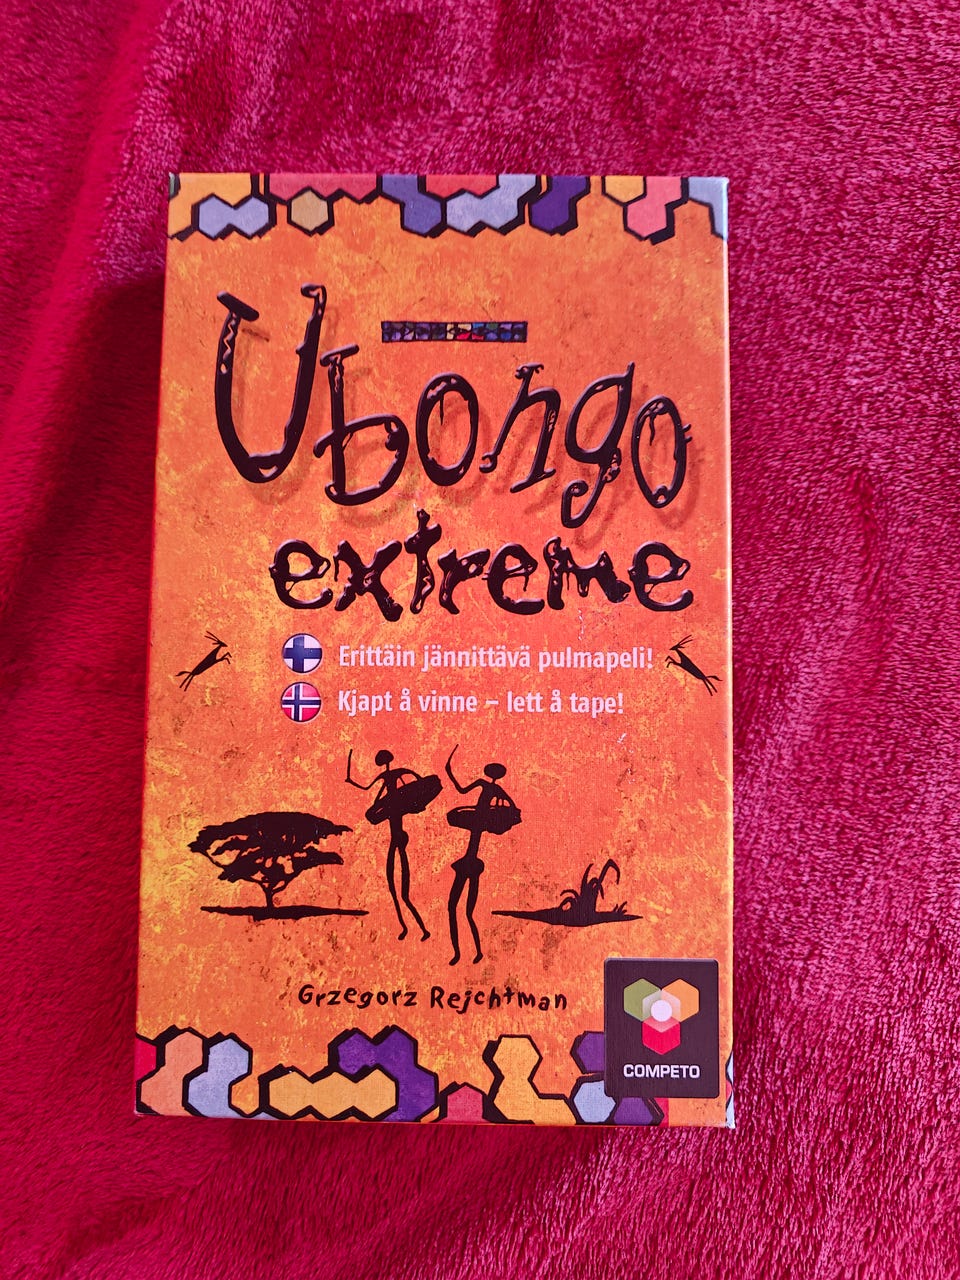 Ubongo
extreme
Erittäin jännittävä pulmapeli!
Kjapt å vinne – lett å tape!
Grzegorz Rejchtman
COMPETO